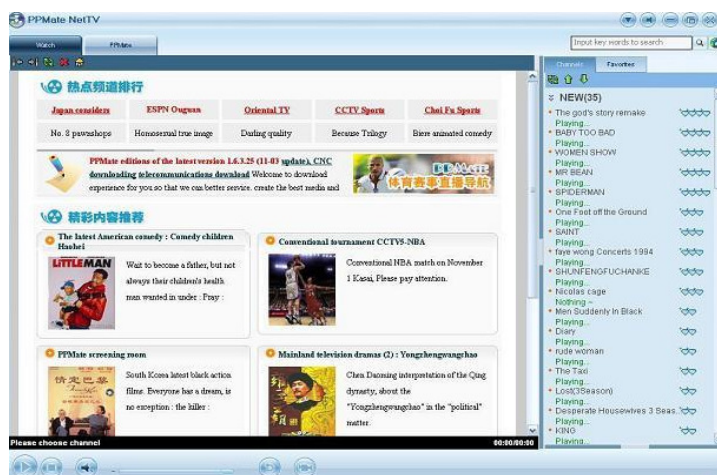 PPMate NetTV
Watch
PPMate
Input key words to search
热点频道排行
Japan considers
ESPN Ouguan
Oriental TV
CCTV Sports
Choi Fu Sports
No. 8 pawnshops
Homosexual true image
Darling quality
Because Trilogy
Biere animated comedy
PPMate editions of the latest version 1.6.3.25 (11-03 update), CNC
downloading telecommunications download Welcome to download
experience for you so that we can better service. create the best media and
PPMATE
体育赛事直播导航
精彩内容推荐
The latest American comedy : Comedy children
Haohei
LiTTLEMAN
Wait to become a father, but not
always their children's health
man wanted in under : Pray :
Conventional tournament CCTV5-NBA
Conventional NBA match on November
1 Kasai, Please pay attention.
PPMate screening room
情定巴黎
South Korea latest black action
films. Everyone has a dream, is
no exception : the killer :
Mainland television dramas (2) : Yongzhengwangchao
Chen Daoming interpretation of the Qing
dynasty, about the
"Yongzhengwangchao" in the "political"
matter.
Please choose channel
00:00/00:00
Channels
Favorites
NEW(35)
The god's story remake
Playing...
BABY TOO BAD
Playing...
WOMEN SHOW
Playing...
MR BEAN
Playing...
SPIDERMAN
Playing...
One Foot off the Ground
Playing...
SAINT
Playing...
faye wong Concerts 1994
Playing...
SHUNFENGFUCHANKE
Playing...
Nicolas cage
Nothing ~
Men Suddenly In Black
Playing...
Diary
Playing...
rude woman
Playing...
The Taxi
Playing...
Lost(3Season)
Playing...
Desperate Housewives 3 Seas.
Playing...
KING
Playing...